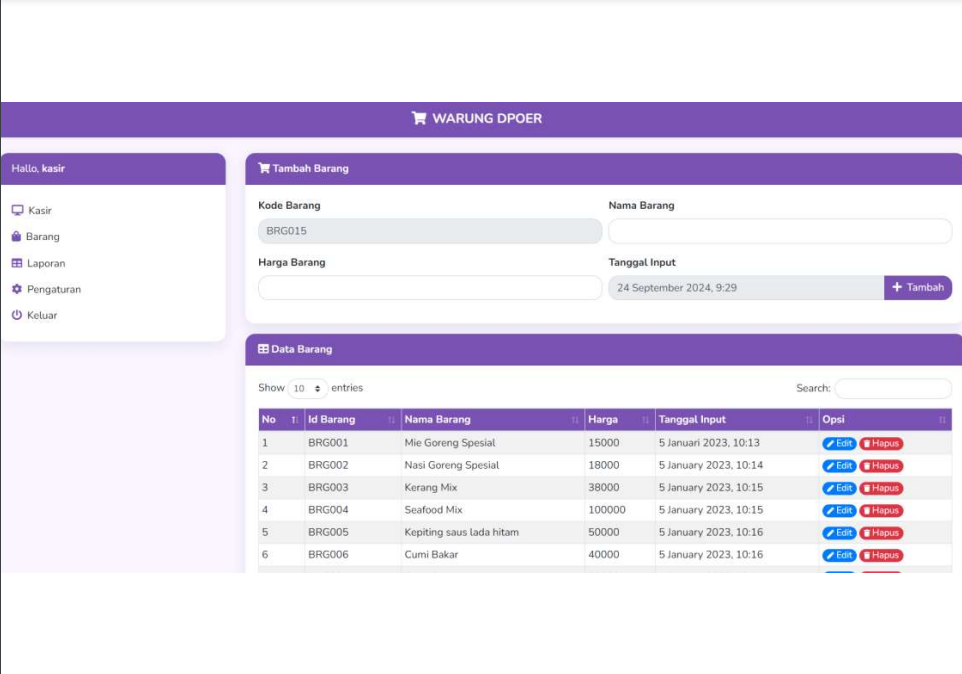 WARUNG DPOER
Hallo, kasir
Kasir
Barang
Laporan
Pengaturan
Keluar
Tambah Barang
Kode Barang Nama Barang
BRG015
Harga Barang Tanggal Input
24 September 2024, 9:29 + Tambah
Data Barang
Show 10 entries Search:
No Id Barang Nama Barang Harga Tanggal Input Opsi
1 BRG001 Mie Goreng Spesial 15000 5 Januari 2023, 10:13 Edit Hapus
2 BRG002 Nasi Goreng Spesial 18000 5 January 2023, 10:14 Edit Hapus
3 BRG003 Kerang Mix 38000 5 January 2023, 10:15 Edit Hapus
4 BRG004 Seafood Mix 100000 5 January 2023, 10:15 Edit Hapus
5 BRG005 Kepiting saus lada hitam 50000 5 January 2023, 10:16 Edit Hapus
6 BRG006 Cumi Bakar 40000 5 January 2023, 10:16 Edit Hapus